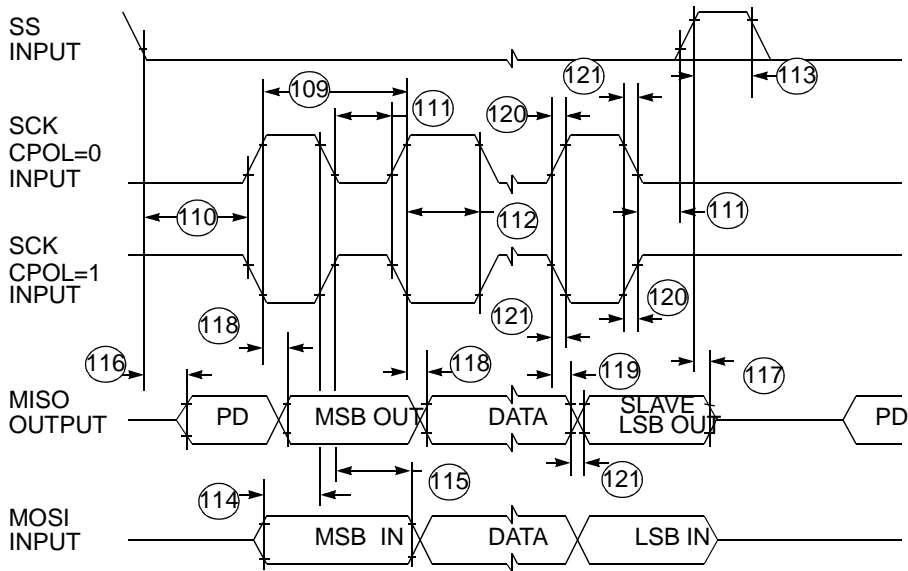 SS
INPUT
121
113
109
111
120
SCK
CPOL=0
INPUT
110
112
111
SCK
CPOL=1
INPUT
118
121
120
116
118
119
117
MISO
OUTPUT
PD
MSB OUT
DATA
SLAVE
LSB OUT
PD
114
115
121
MOSI
INPUT
MSB IN
DATA
LSB IN